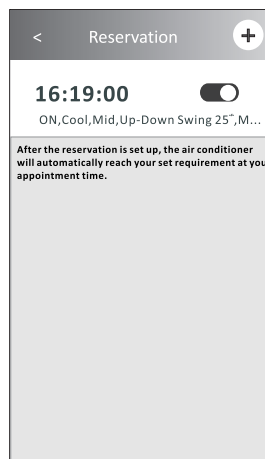 < Reservation +
16:19:00
ON,Cool,Mid,Up-Down Swing 25°,M...
After the reservation is set up, the air conditioner
will automatically reach your set requirement at you
appointment time.